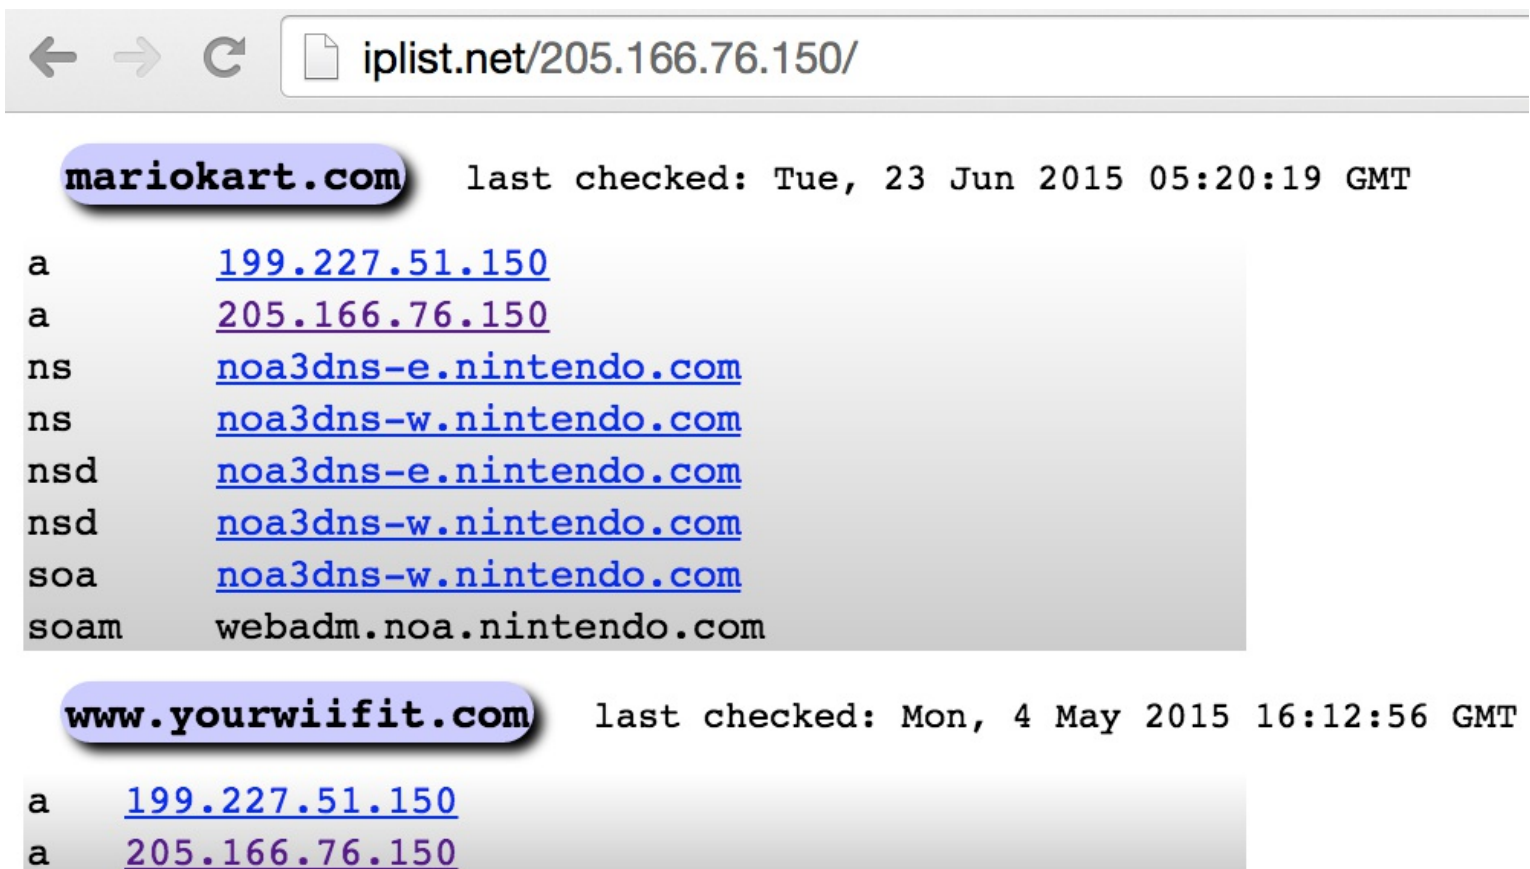 iplist.net/205.166.76.150/
mariokart.com last checked: Tue, 23 Jun 2015 05:20:19 GMT
a 199.227.51.150
a 205.166.76.150
ns noa3dns-e.nintendo.com
ns noa3dns-w.nintendo.com
nsd noa3dns-e.nintendo.com
nsd noa3dns-w.nintendo.com
soa noa3dns-w.nintendo.com
soam webadm.noa.nintendo.com
www.yourwiifit.com last checked: Mon, 4 May 2015 16:12:56 GMT
a 199.227.51.150
a 205.166.76.150